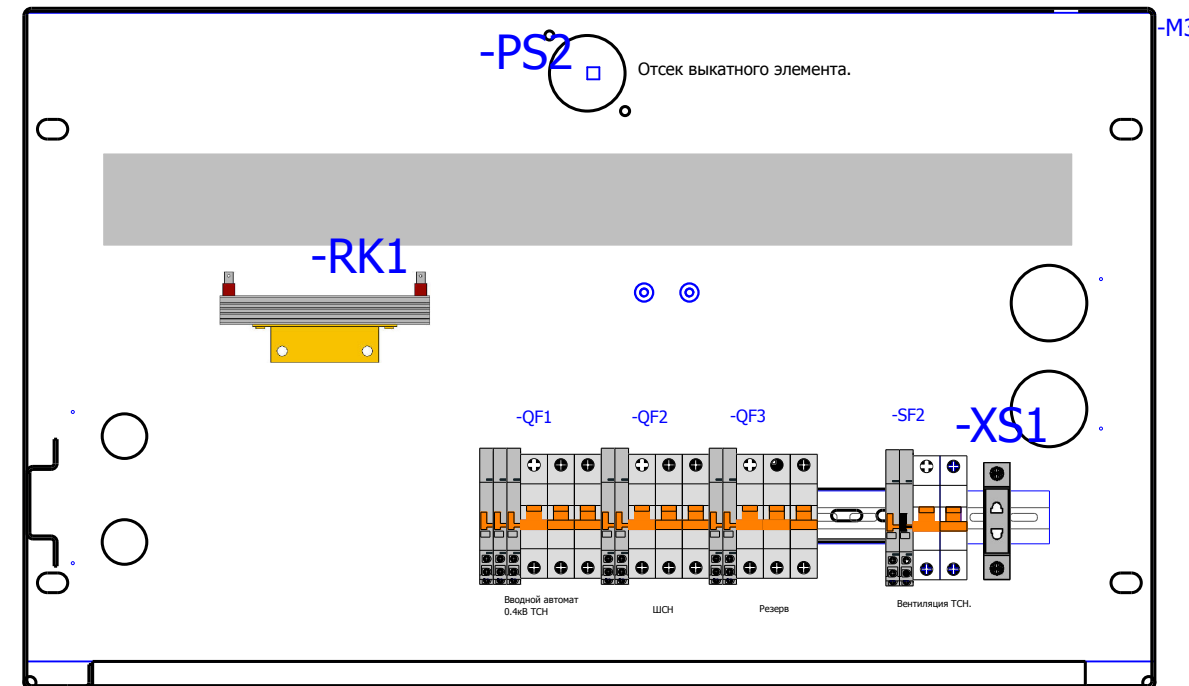 -M3
-PS2
Отсек выкатного элемента.
-RK1
-QF1
-QF2
-QF3
-SF2
-XS1
Вводной автомат
0.4кВ ТСН
ШСН
Резерв
Вентиляция ТСН.